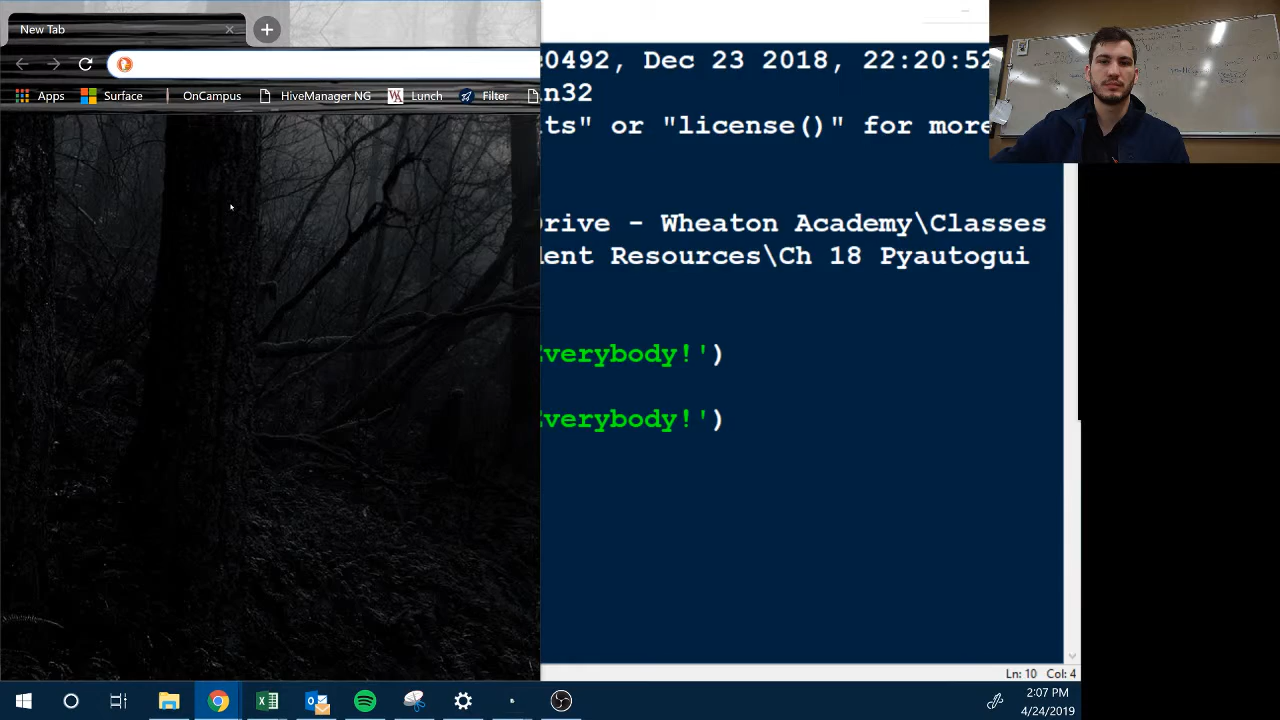 New Tab
Apps Surface OnCampus HiveManager NG Lunch Filter
0492, Dec 23 2018, 22:20:52
n32
ts" or "license()" for more
rive - Wheaton Academy\Classes
ent Resources\Ch 18 Pyautogui
verybody!')
verybody!')
Ln: 10 Col: 4
2:07 PM
4/24/2019